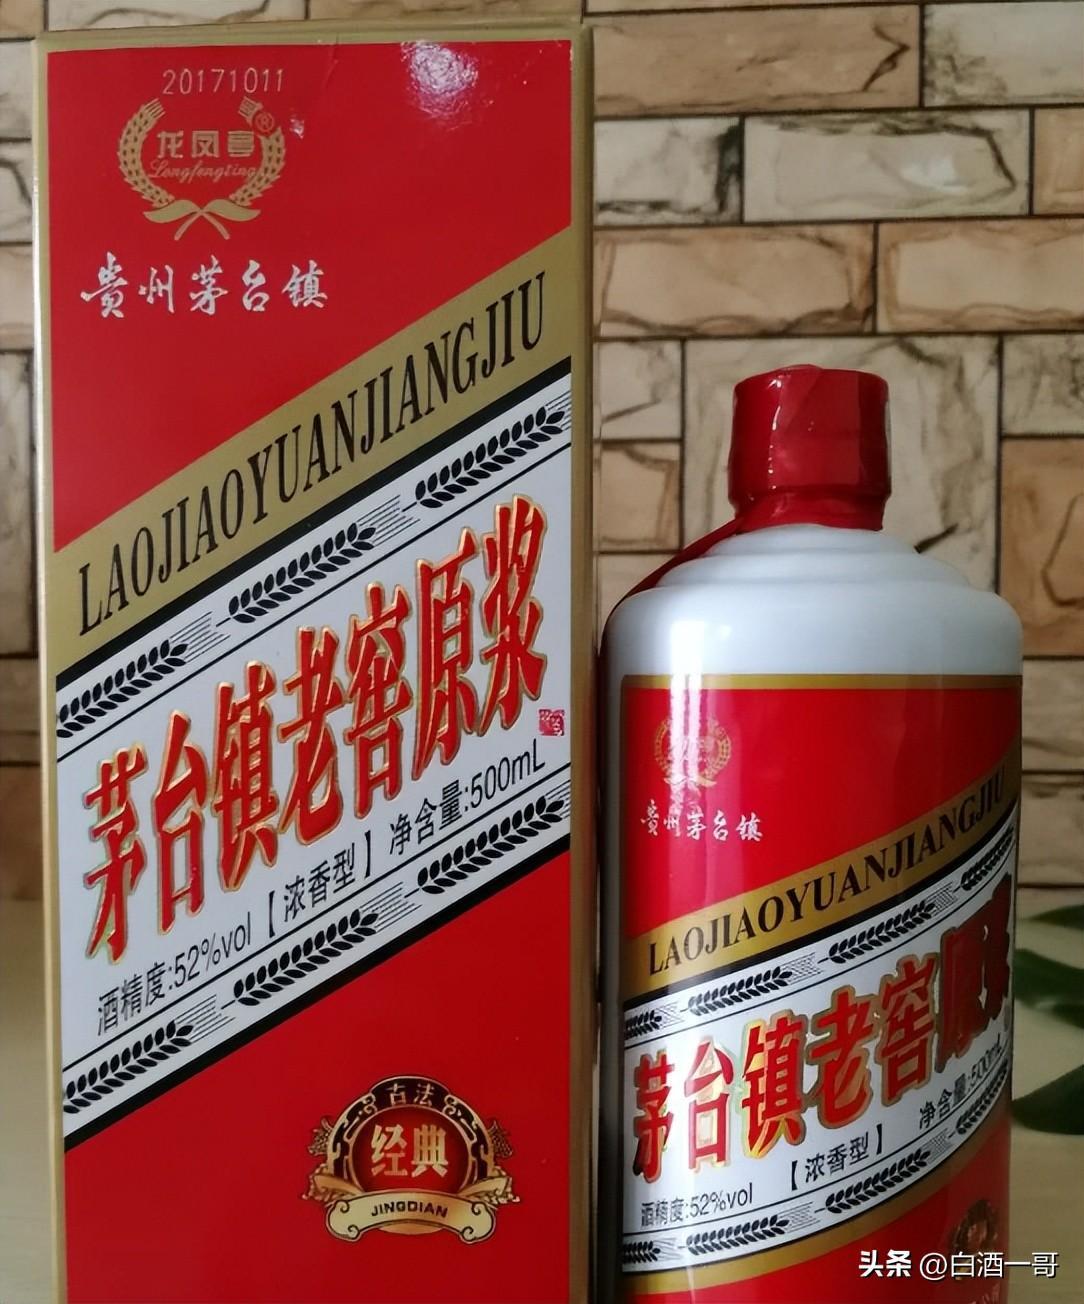 20171011
龙凤亭®
Longfengting
贵州茅台镇
LAOJIAOYUANJIANGJIU
茅台镇老窖原浆
酒精度:52%vol【浓香型】净含量:500mL
古法
经典
JINGDIAN
贵州茅台镇
LAOJIAOYUANJIANGJIU
茅台镇老窖原浆
酒精度:52%vol【浓香型】净含量:500mL
头条 @白酒一哥